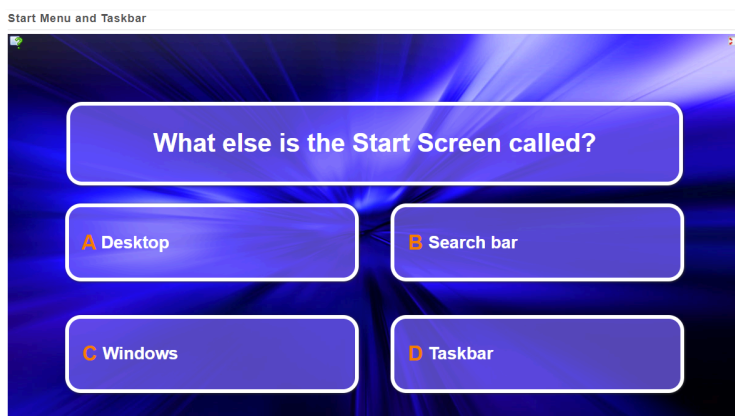 Start Menu and Taskbar
What else is the Start Screen called?
A Desktop
B Search bar
C Windows
D Taskbar